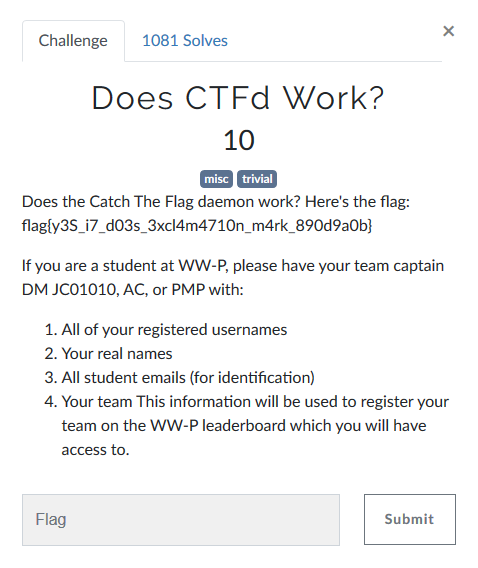 Challenge
1081 Solves
×
Does CTFd Work?
10
misc trivial
Does the Catch The Flag daemon work? Here's the flag:
flag{y3S_i7_d03s_3xcl4m4710n_m4rk_890d9a0b}
If you are a student at WW-P, please have your team captain
DM JC01010, AC, or PMP with:
1. All of your registered usernames
2. Your real names
3. All student emails (for identification)
4. Your team This information will be used to register your
team on the WW-P leaderboard which you will have
access to.
Flag
Submit